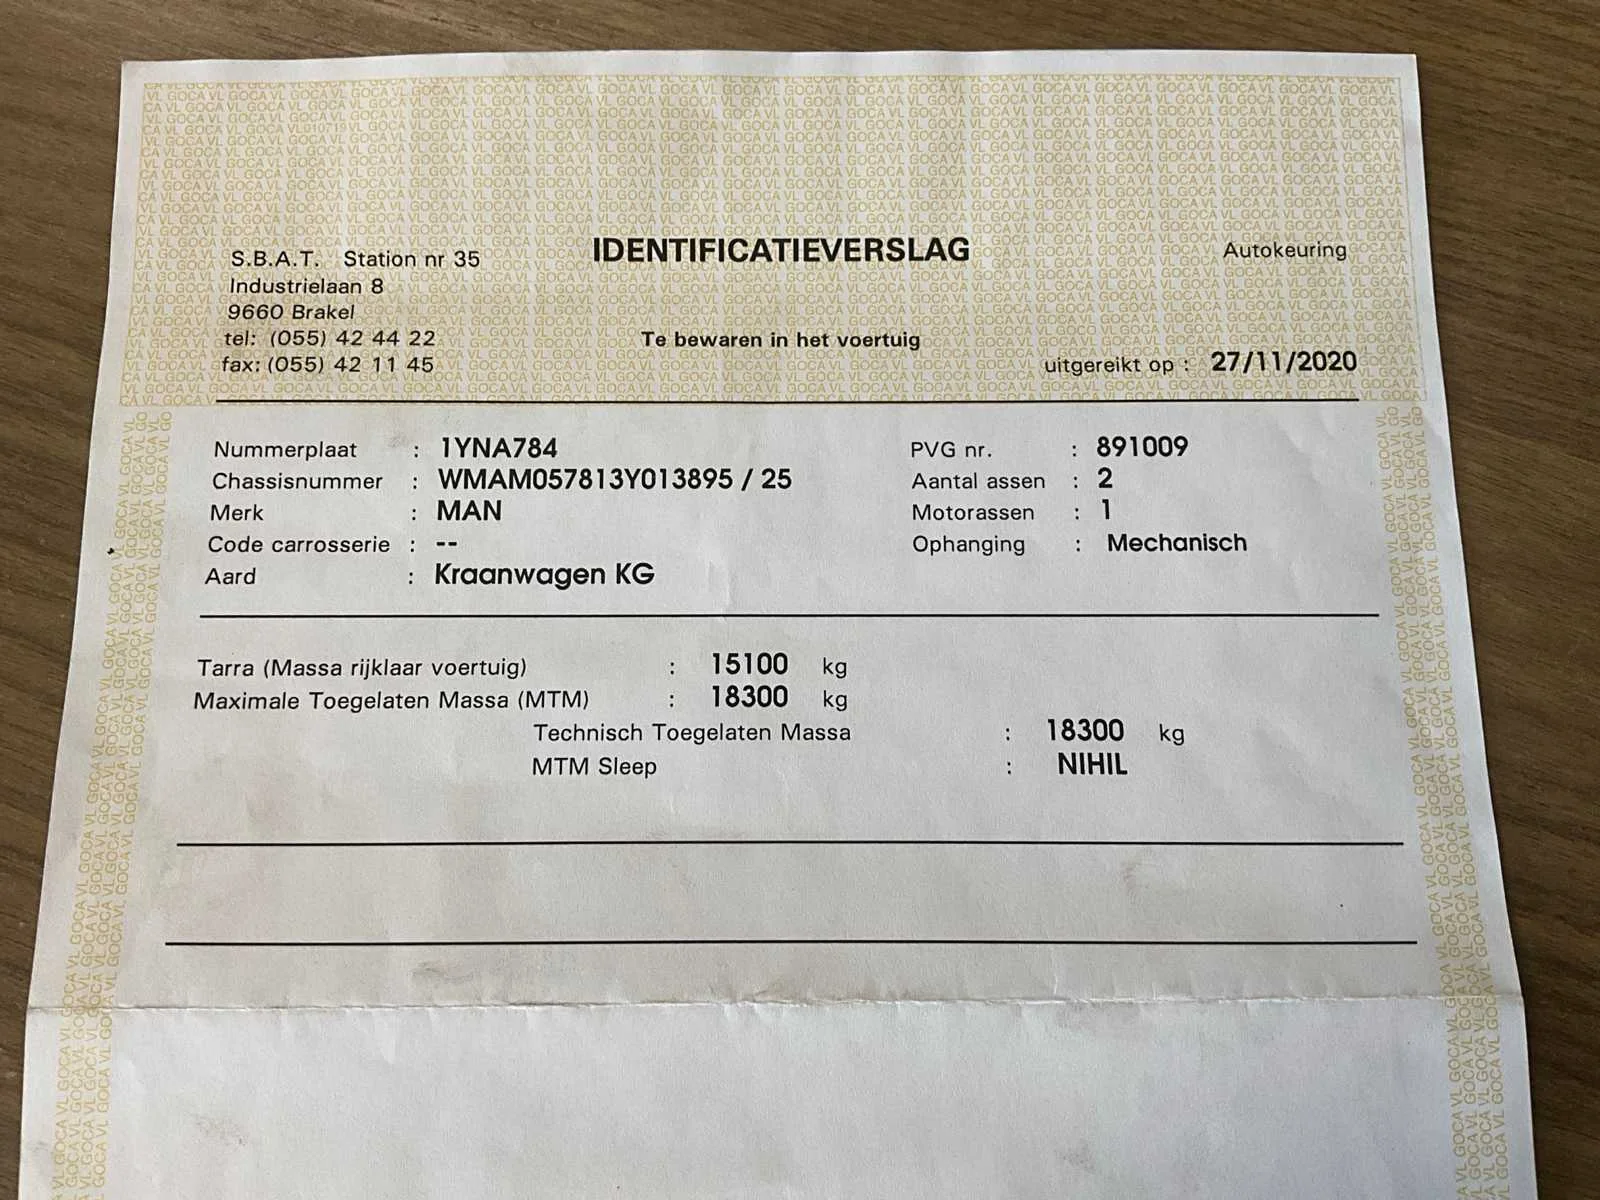 S.B.A.T. Station nr 35
Industrielaan 8
9660 Brakel
tel: (055) 42 44 22
fax: (055) 42 11 45
IDENTIFICATIEVERSLAG
Te bewaren in het voertuig
Autokeuring
uitgereikt op : 27/11/2020
Nummerplaat : 1YNA784
Chassisnummer : WMAM057813Y013895 / 25
Merk : MAN
Code carrosserie : --
Aard : Kraanwagen KG
PVG nr. : 891009
Aantal assen : 2
Motorassen : 1
Ophanging : Mechanisch
Tarra (Massa rijklaar voertuig) : 15100 kg
Maximale Toegelaten Massa (MTM) : 18300 kg
Technisch Toegelaten Massa : 18300 kg
MTM Sleep : NIHIL